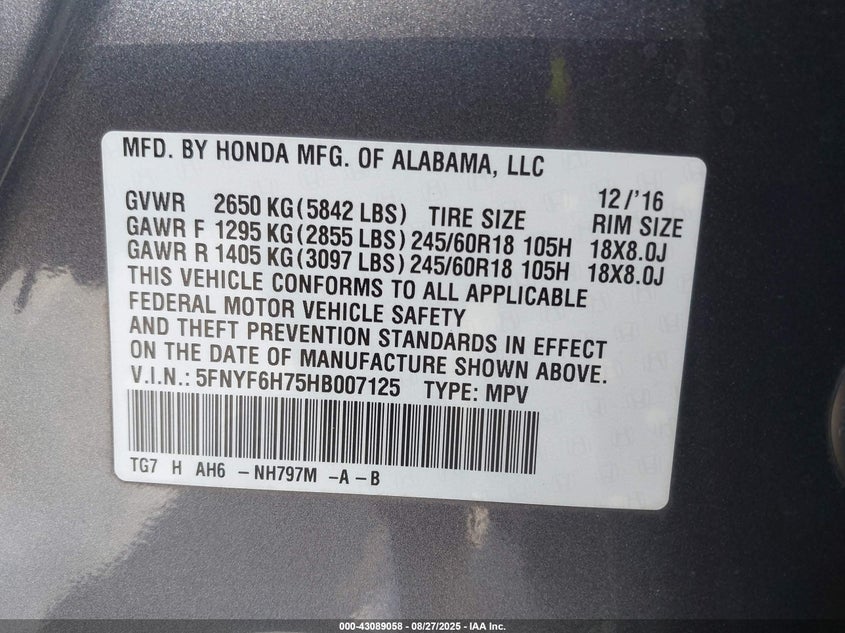 MFD. BY HONDA MFG. OF ALABAMA, LLC
12/'16
GVWR 2650 KG(5842 LBS) TIRE SIZE RIM SIZE
GAWR F 1295 KG(2855 LBS) 245/60R18 105H 18X8.0J
GAWR R 1405 KG(3097 LBS) 245/60R18 105H 18X8.0J
THIS VEHICLE CONFORMS TO ALL APPLICABLE
FEDERAL MOTOR VEHICLE SAFETY
AND THEFT PREVENTION STANDARDS IN EFFECT
ON THE DATE OF MANUFACTURE SHOWN ABOVE.
V.I.N.: 5FNYF6H75HB007125 TYPE: MPV
TG7 H AH6 - NH797M -A-B
000-43089058 - 08/27/2025 - IAA Inc.